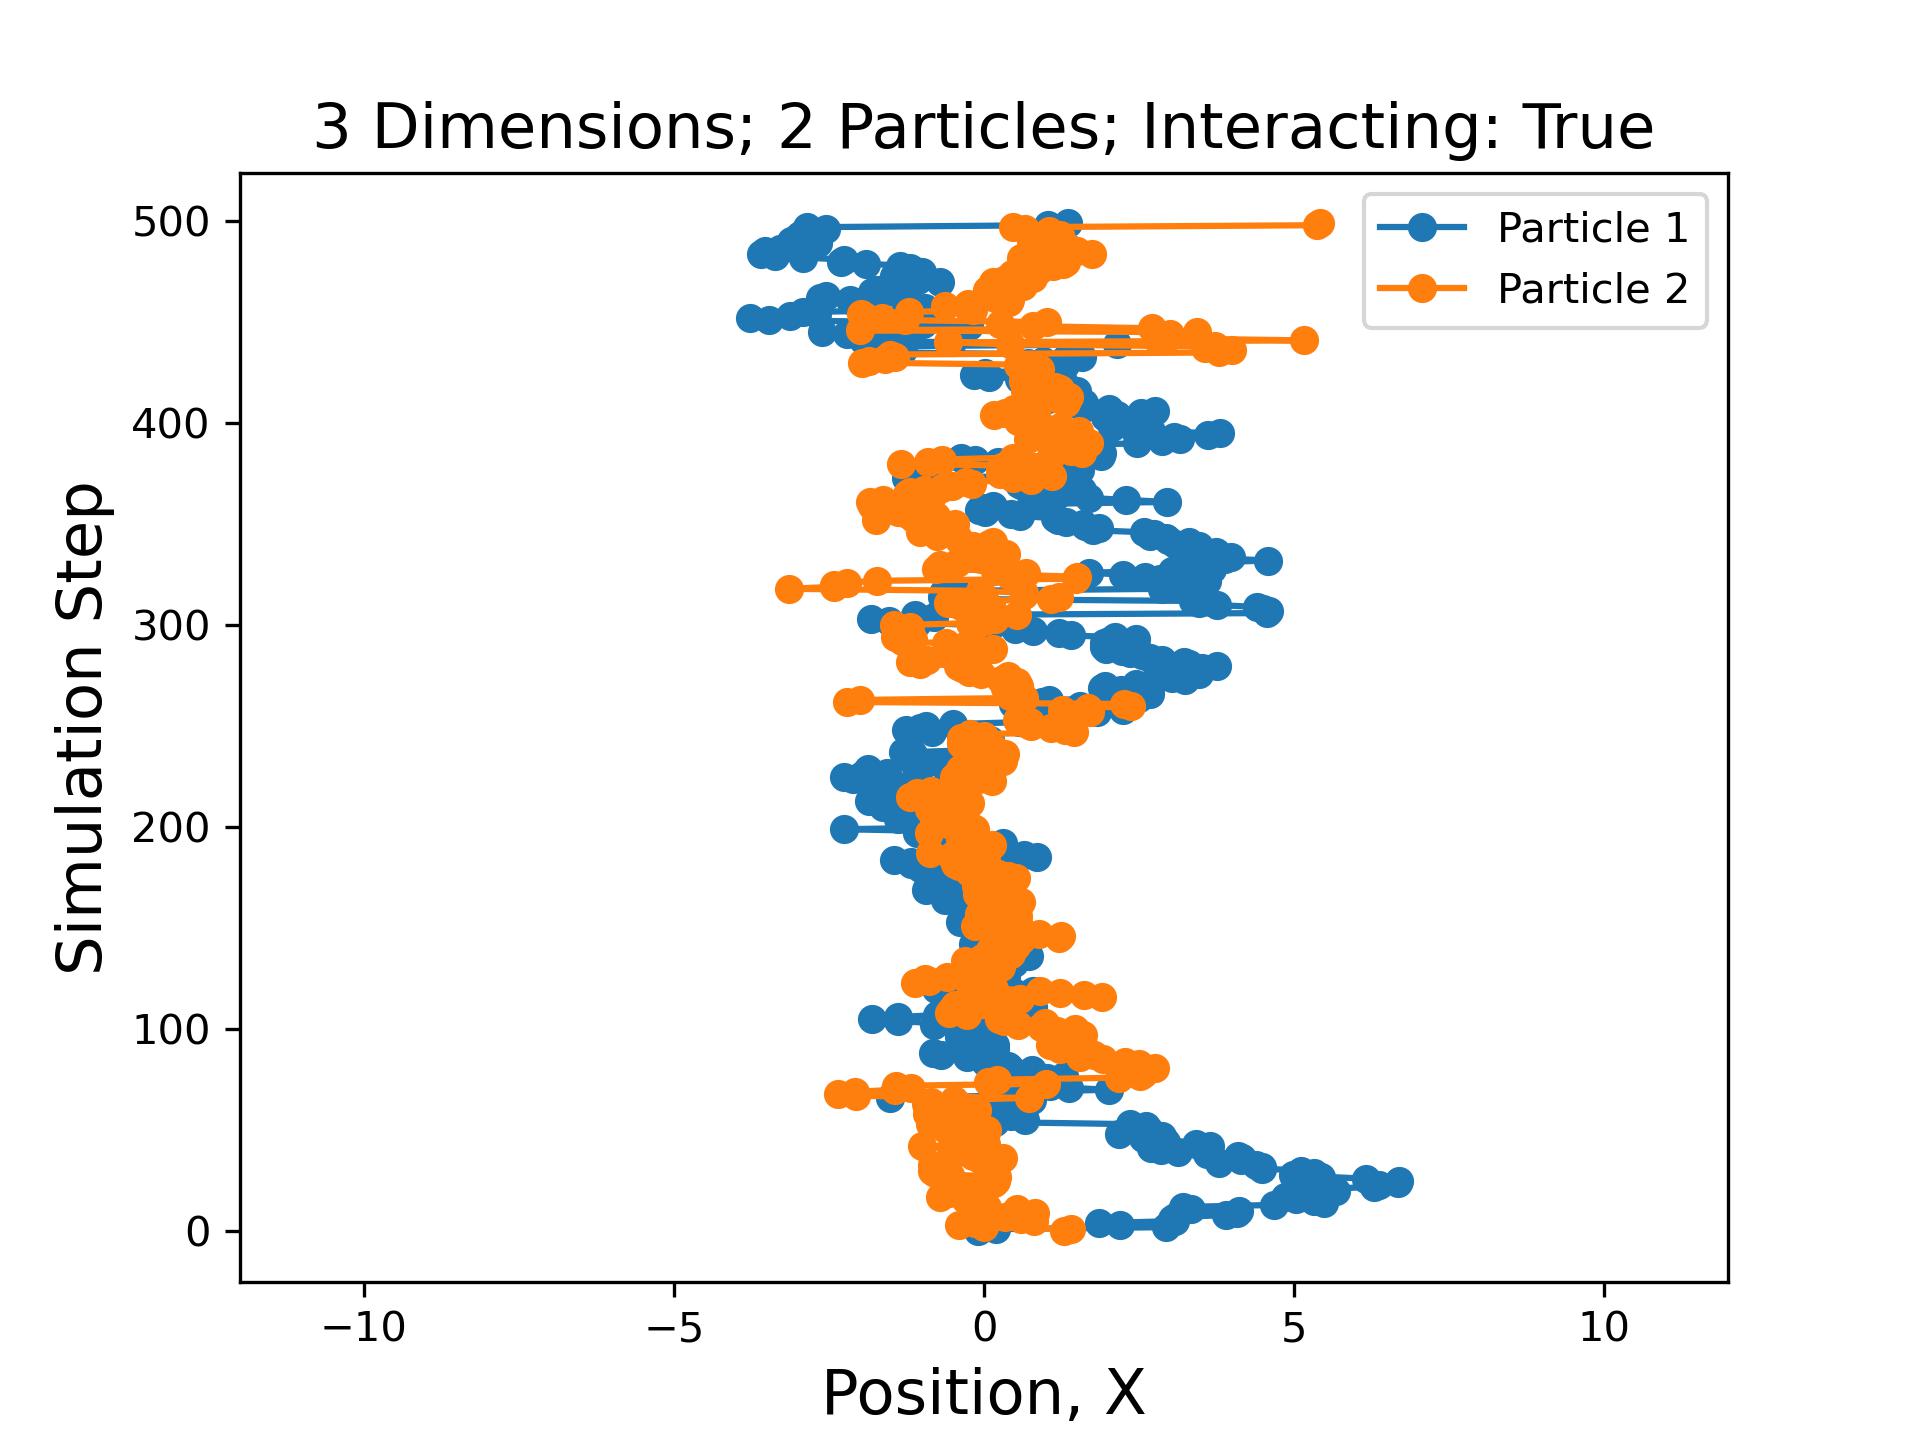 3 Dimensions; 2 Particles; Interacting: True
Particle 1
Particle 2
Simulation Step
500
400
300
200
100
0
−10
−5
0
5
10
Position, X